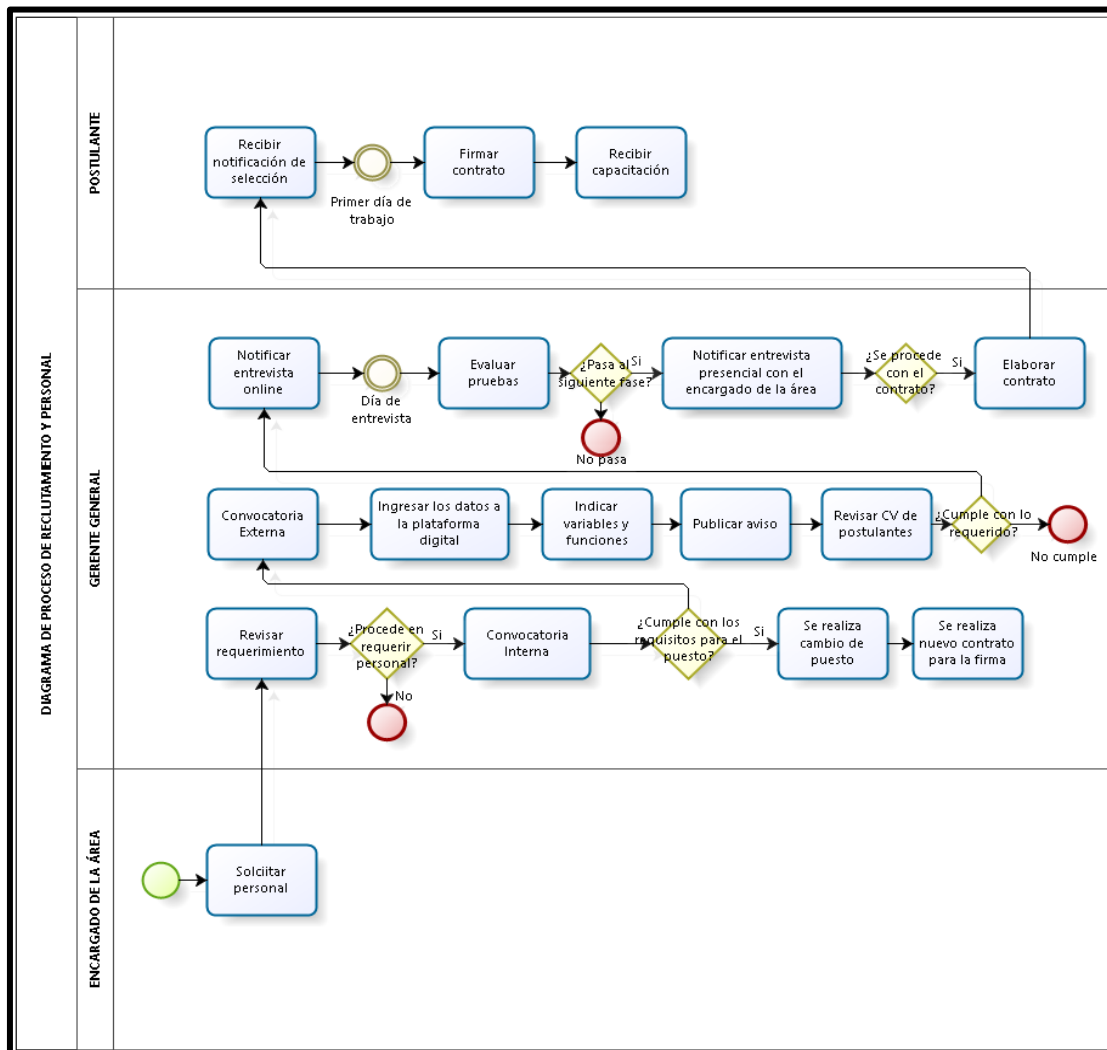 DIAGRAMA DE PROCESO DE RECLUTAMIENTO Y PERSONAL
POSTULANTE
Recibir
notificación de
selección
Primer día de
trabajo
Firmar
contrato
Recibir
capacitación
GERENTE GENERAL
Notificar
entrevista
online
Día de
entrevista
Evaluar
pruebas
¿Pasa al
siguiente fase?
Si
No pasa
Notificar entrevista
presencial con el
encargado de la área
¿Se procede
con el
contrato?
Si
Elaborar
contrato
Convocatoria
Externa
Ingresar los datos a
la plataforma
digital
Indicar
variables y
funciones
Publicar aviso
Revisar CV de
postulantes
¿Cumple con lo
requerido?
No cumple
Revisar
requerimiento
¿Procede en
requerir
personal?
Si
No
Convocatoria
Interna
¿Cumple con los
requisitos para el
puesto?
Si
Se realiza
cambio de
puesto
Se realiza
nuevo contrato
para la firma
ENCARGADO DE LA ÁREA
Solciitar
personal